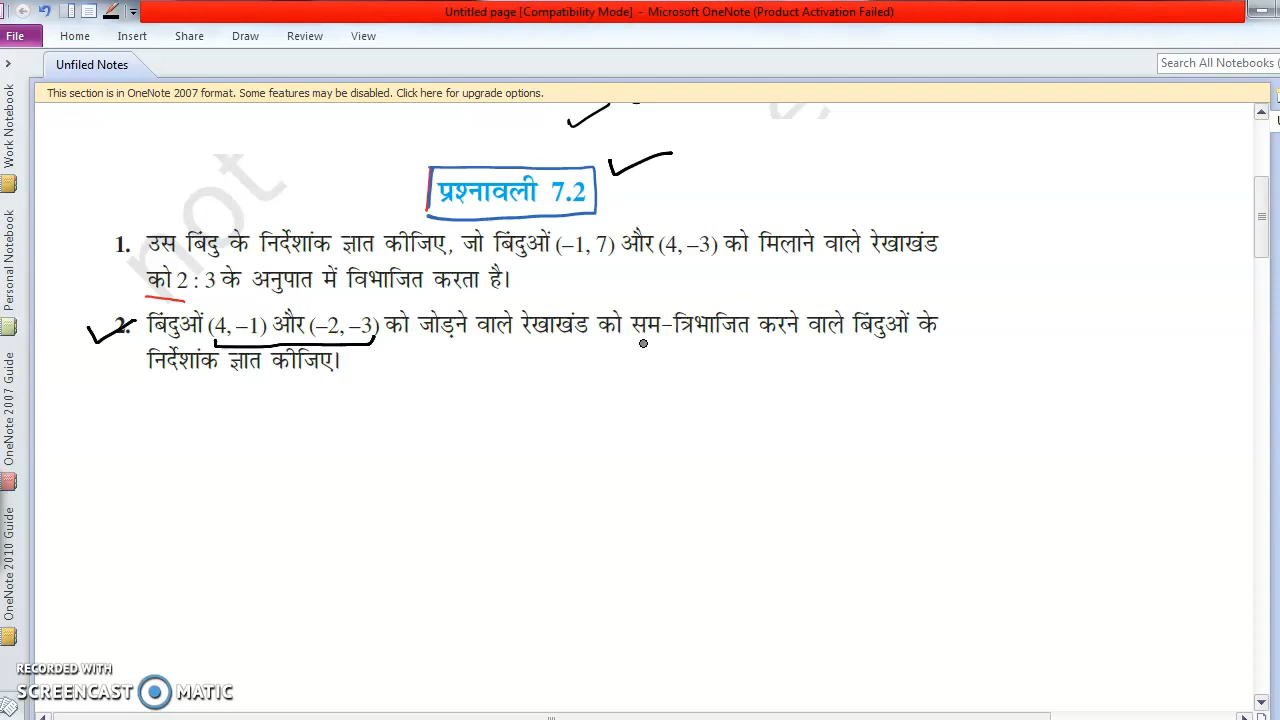 Untitled page [Compatibility Mode] - Microsoft OneNote (Product Activation Failed)
File Home Insert Share Draw Review View
Unfiled Notes
Search All Notebooks (
This section is in OneNote 2007 format. Some features may be disabled. Click here for upgrade options.
Work Notebook
Personal Notebook
OneNote 2007 Guide
OneNote 2010 Guide
not
प्रश्नावली 7.2
1. उस बिंदु के निर्देशांक ज्ञात कीजिए, जो बिंदुओं (–1, 7) और (4, –3) को मिलाने वाले रेखाखंड
को 2 : 3 के अनुपात में विभाजित करता है।
2. बिंदुओं (4, –1) और (–2, –3) को जोड़ने वाले रेखाखंड को सम-त्रिभाजित करने वाले बिंदुओं के
निर्देशांक ज्ञात कीजिए।
RECORDED WITH
SCREENCAST MATIC